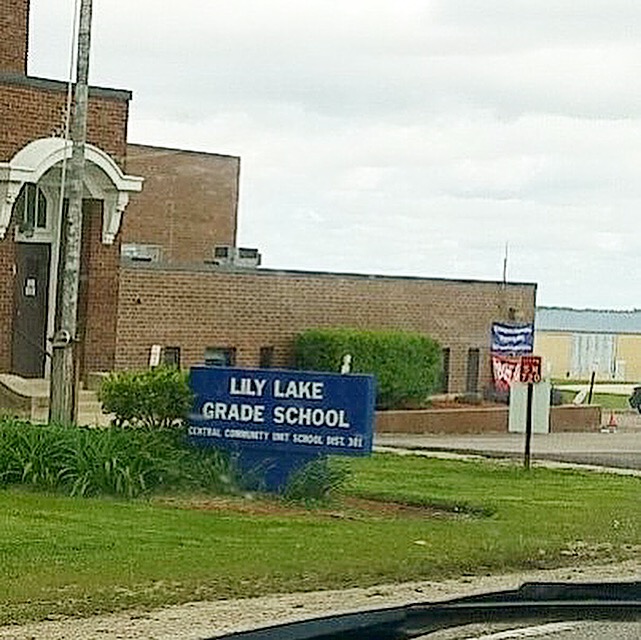 LILY LAKE
GRADE SCHOOL
CENTRAL COMMUNITY UNIT SCHOOL DIST. 301